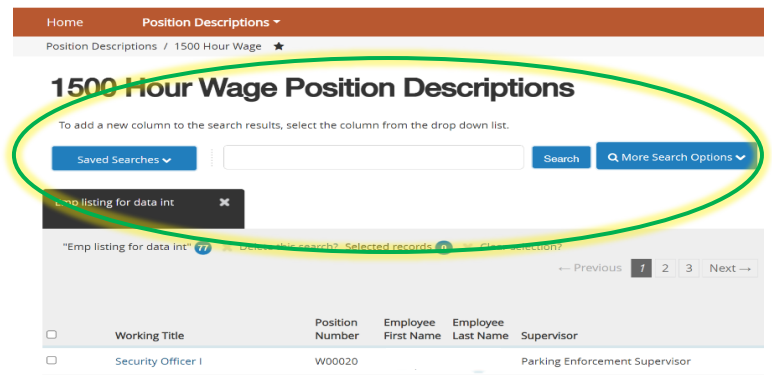 Home Position Descriptions
Position Descriptions / 1500 Hour Wage ★
1500 Hour Wage Position Descriptions
To add a new column to the search results, select the column from the drop down list.
Saved Searches Search More Search Options
Emp listing for data int ✖
"Emp listing for data int" 77 ✖ Delete this search? Selected records 0 ✖ Clear selection?
← Previous 1 2 3 Next →
Position Employee Employee
Working Title Number First Name Last Name Supervisor
Security Officer I W00020 Parking Enforcement Supervisor